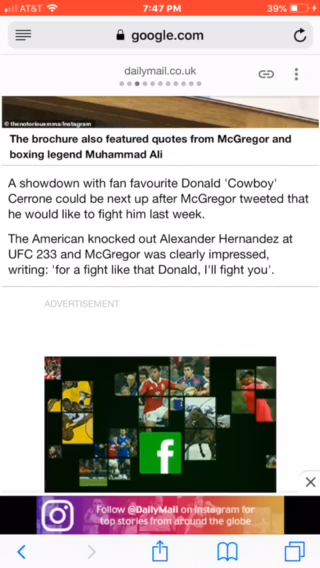 AT&T 7:47 PM 39%
google.com
dailymail.co.uk
© thenotoriousmma/Instagram
The brochure also featured quotes from McGregor and
boxing legend Muhammad Ali
A showdown with fan favourite Donald 'Cowboy'
Cerrone could be next up after McGregor tweeted that
he would like to fight him last week.
The American knocked out Alexander Hernandez at
UFC 233 and McGregor was clearly impressed,
writing: 'for a fight like that Donald, I'll fight you'.
ADVERTISEMENT
f
Follow @DailyMail on Instagram for
top stories from around the globe